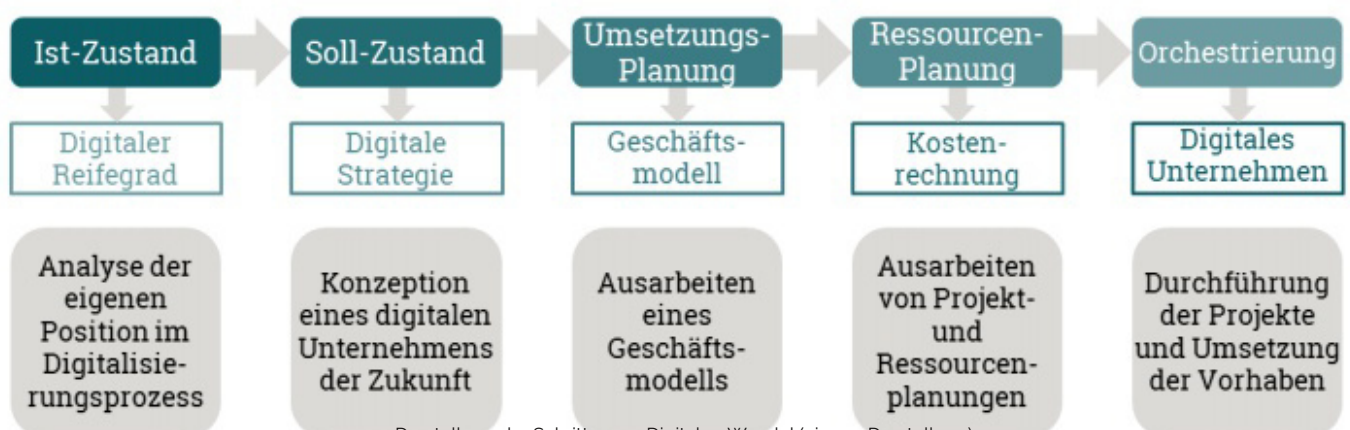 Ist-Zustand
Soll-Zustand
Umsetzungs-
Planung
Ressourcen-
Planung
Orchestrierung
Digitaler
Reifegrad
Digitale
Strategie
Geschäfts-
modell
Kosten-
rechnung
Digitales
Unternehmen
Analyse der
eigenen
Position im
Digitalisie-
rungsprozess
Konzeption
eines digitalen
Unternehmens
der Zukunft
Ausarbeiten
eines
Geschäfts-
modells
Ausarbeiten
von Projekt-
und
Ressourcen-
planungen
Durchführung
der Projekte
und Umsetzung
der Vorhaben